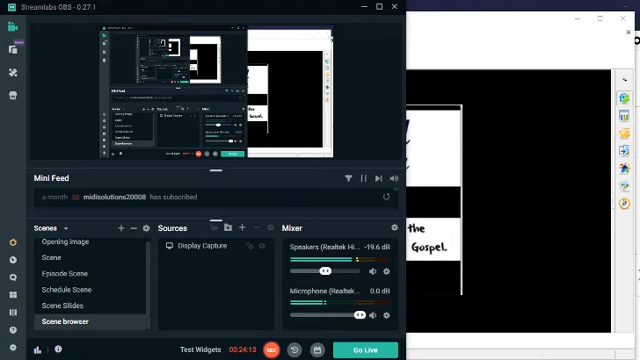 Streamlabs OBS - 0.27.1
Mini Feed
a month midisolutions20008 has subscribed
Scenes
Opening image
Scene
Episode Scene
Schedule Scene
Scene Sllides
Scene browser
Sources
Display Capture
Mixer
Speakers (Realtek Hi... -19.6 dB
Microphone (Realtek... 0.0 dB
Test Widgets
00:24:13
REC
Go Live
the
Gospel.